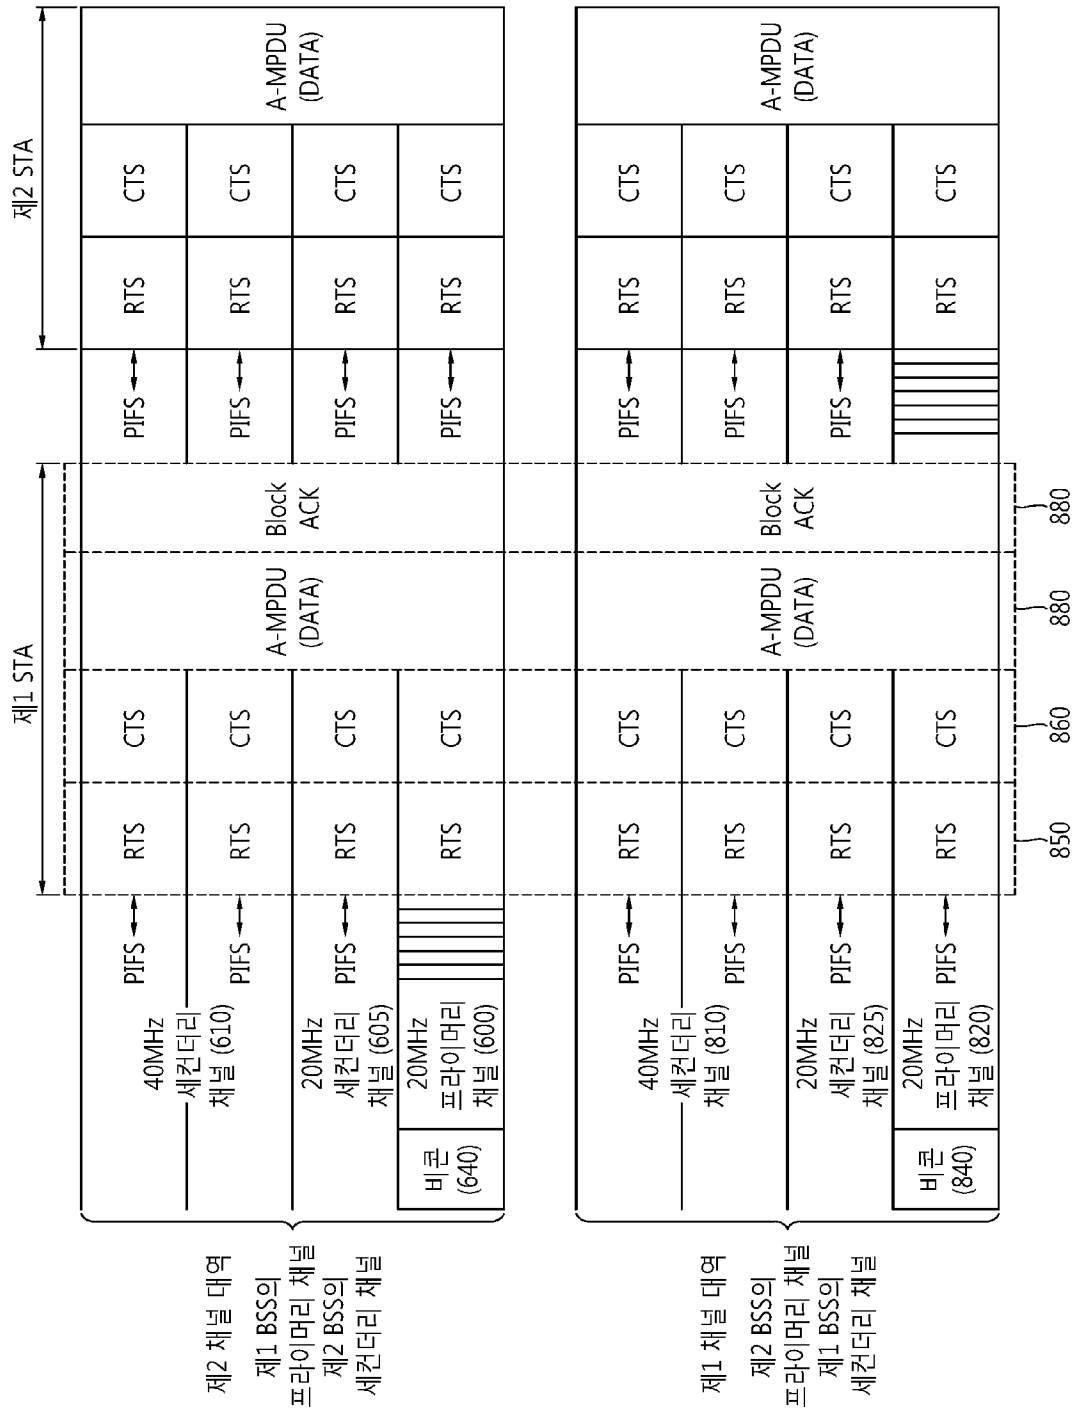 제1 STA
제2 STA
제2 채널 대역
제1 BSS의
프라이머리 채널
제2 BSS의
세컨더리 채널
40MHz
세컨더리
채널 (610)
PIFS
RTS
CTS
PIFS
RTS
CTS
PIFS
RTS
CTS
PIFS
RTS
CTS
20MHz
세컨더리
채널 (605)
PIFS
RTS
CTS
PIFS
RTS
CTS
비콘
(640)
20MHz
프라이머리
채널 (600)
RTS
CTS
PIFS
RTS
CTS
A-MPDU
(DATA)
Block
ACK
A-MPDU
(DATA)
제1 채널 대역
제2 BSS의
프라이머리 채널
제1 BSS의
세컨더리 채널
40MHz
세컨더리
채널 (810)
PIFS
RTS
CTS
PIFS
RTS
CTS
PIFS
RTS
CTS
PIFS
RTS
CTS
20MHz
세컨더리
채널 (825)
PIFS
RTS
CTS
PIFS
RTS
CTS
비콘
(840)
20MHz
프라이머리
채널 (820)
PIFS
RTS
CTS
RTS
CTS
A-MPDU
(DATA)
Block
ACK
A-MPDU
(DATA)
850
860
880
880